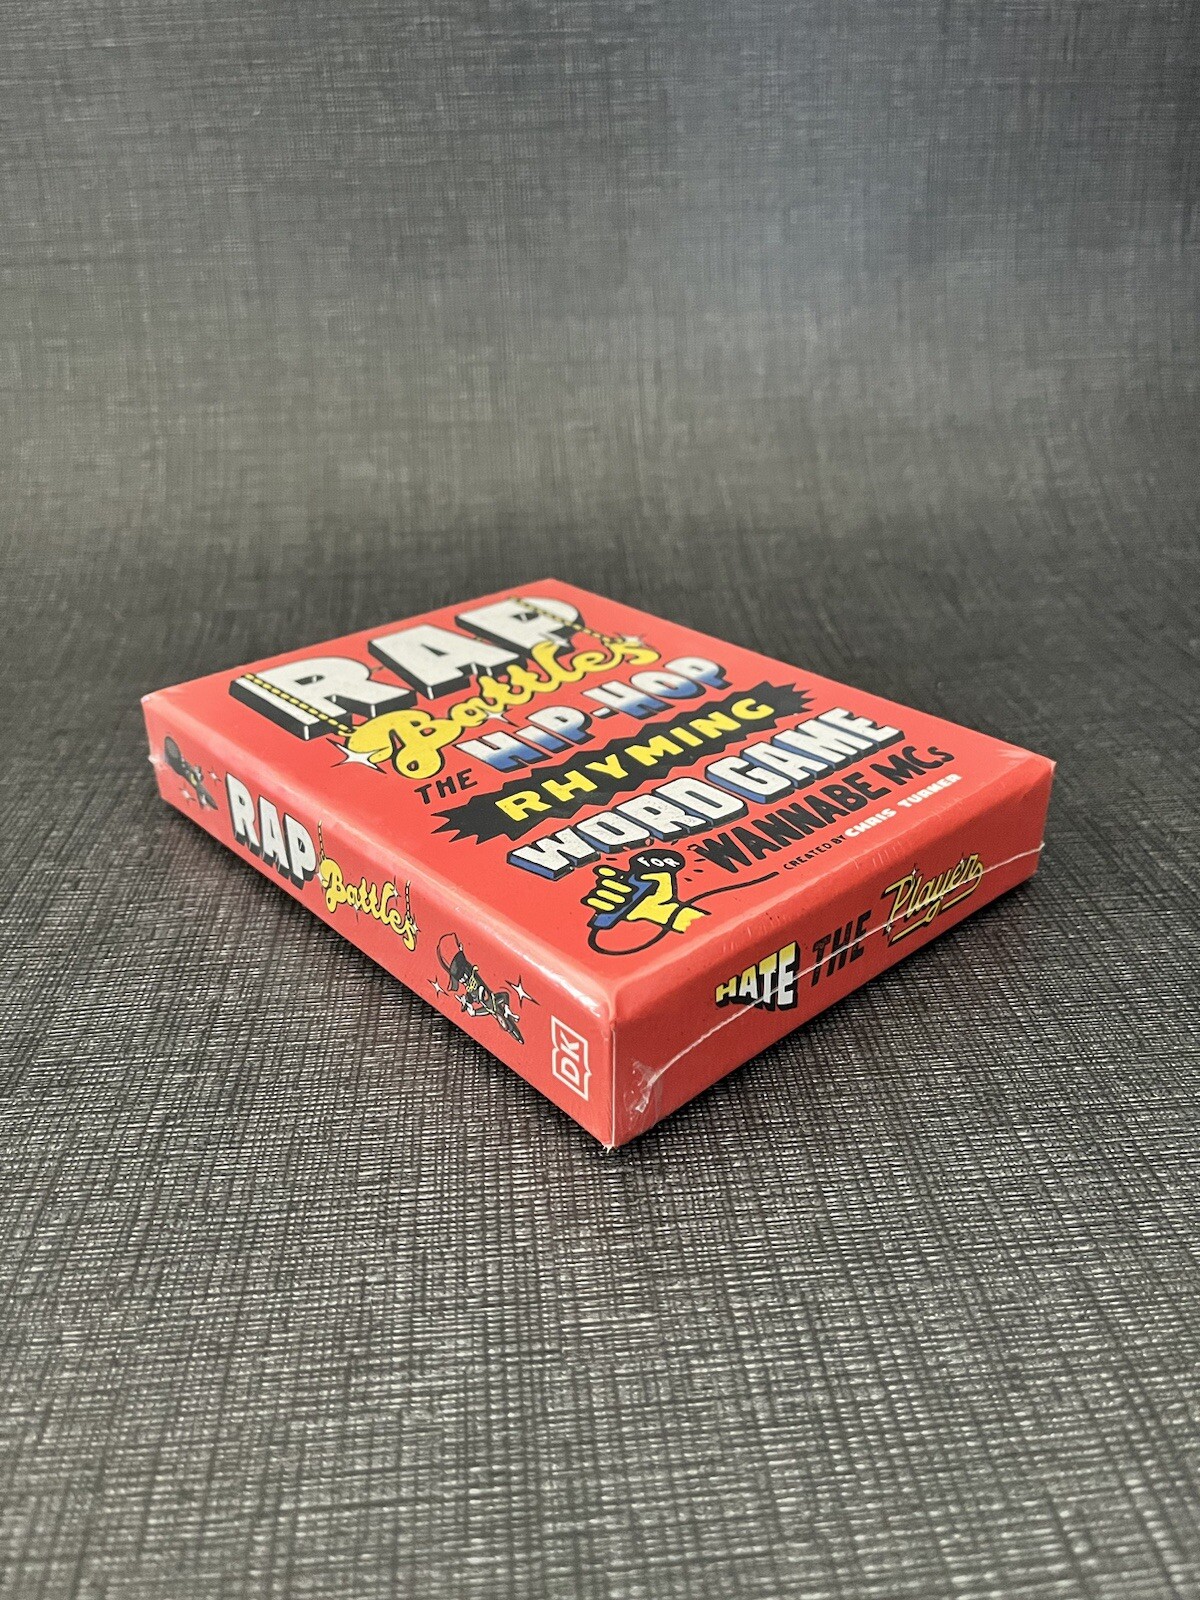 RAP
Battles
THE HiP-HOP
RHYMING
WORD GAME
FOR WANNABE MCs
CREATED BY CHRIS TURNER
RAP Battles
DK
HATE THE Player